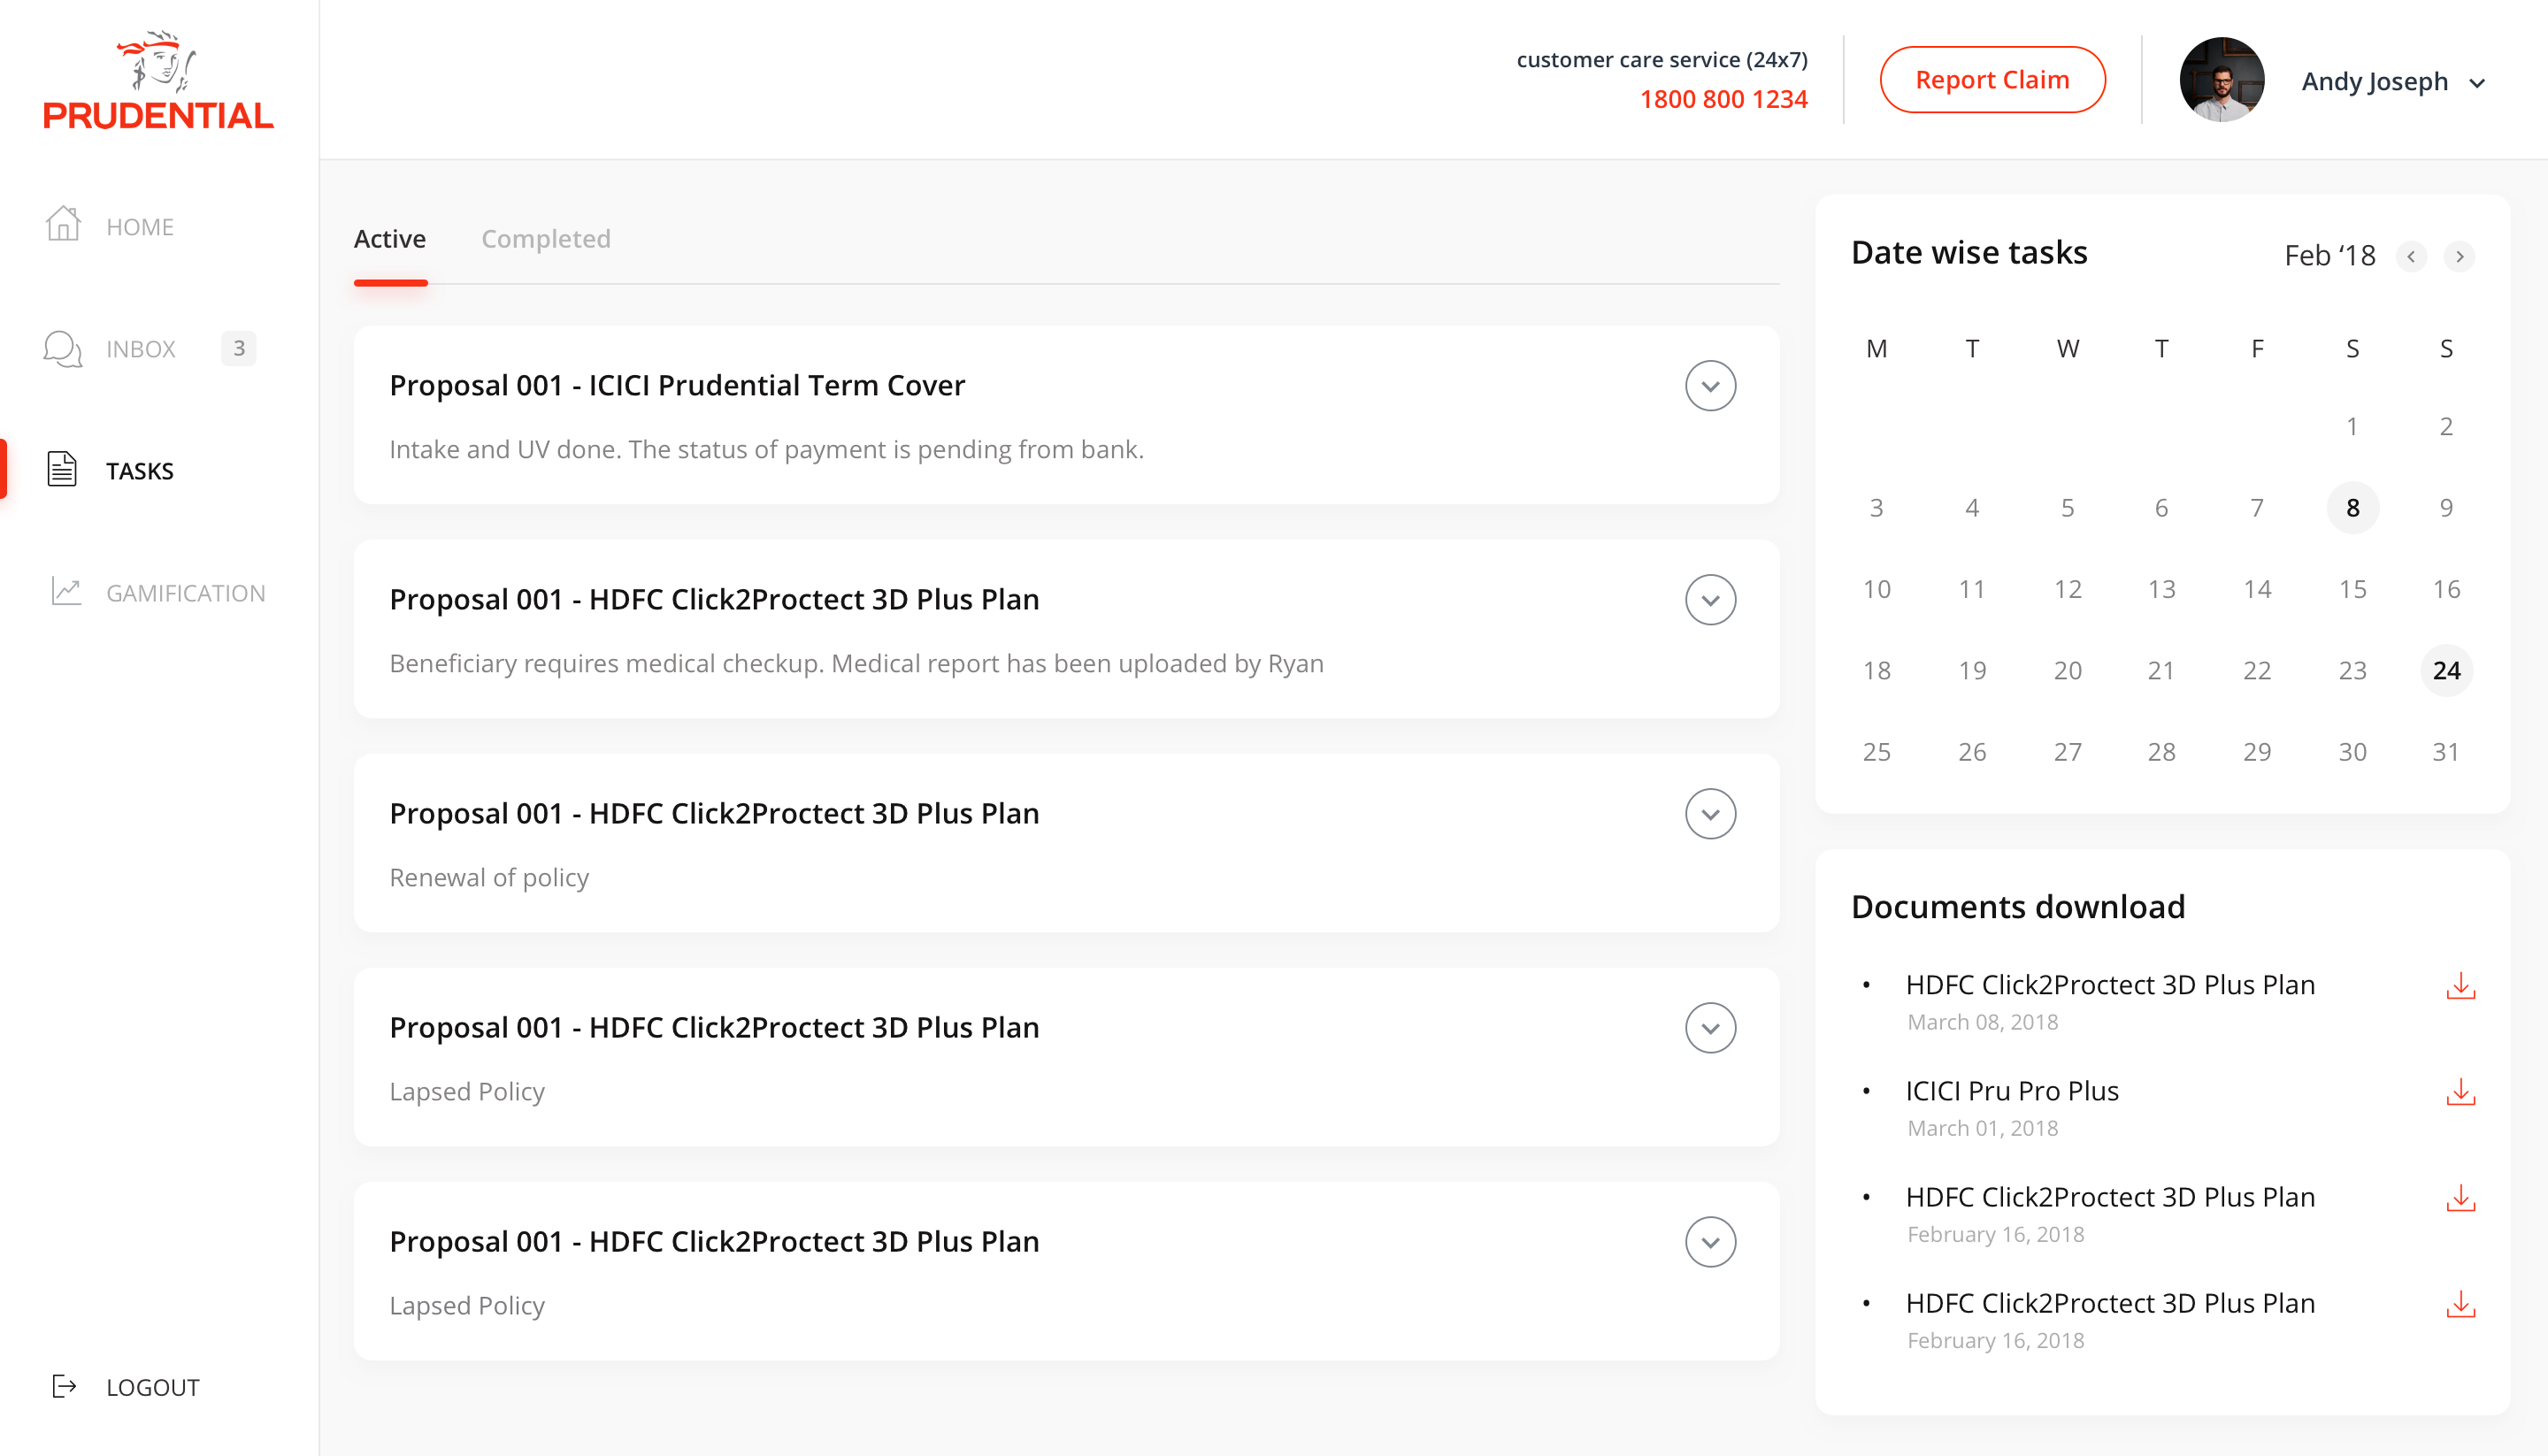 PRUDENTIAL
customer care service (24x7)
1800 800 1234
Report Claim
Andy Joseph
HOME
INBOX 3
TASKS
GAMIFICATION
LOGOUT
Active Completed
Proposal 001 - ICICI Prudential Term Cover
Intake and UV done. The status of payment is pending from bank.
Proposal 001 - HDFC Click2Proctect 3D Plus Plan
Beneficiary requires medical checkup. Medical report has been uploaded by Ryan
Proposal 001 - HDFC Click2Proctect 3D Plus Plan
Renewal of policy
Proposal 001 - HDFC Click2Proctect 3D Plus Plan
Lapsed Policy
Proposal 001 - HDFC Click2Proctect 3D Plus Plan
Lapsed Policy
Date wise tasks Feb ‘18
M T W T F S S
1 2
3 4 5 6 7 8 9
10 11 12 13 14 15 16
18 19 20 21 22 23 24
25 26 27 28 29 30 31
Documents download
• HDFC Click2Proctect 3D Plus Plan
March 08, 2018
• ICICI Pru Pro Plus
March 01, 2018
• HDFC Click2Proctect 3D Plus Plan
February 16, 2018
• HDFC Click2Proctect 3D Plus Plan
February 16, 2018